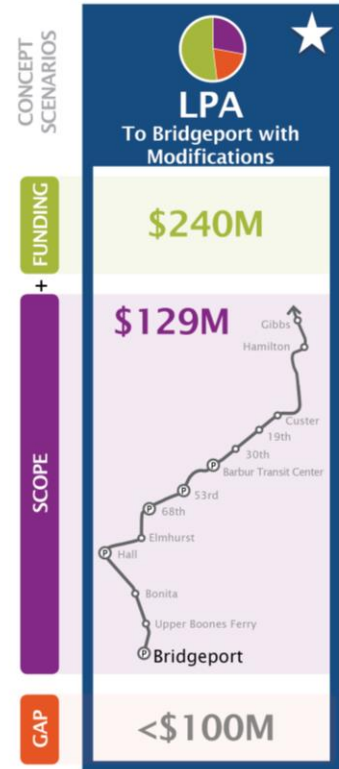 CONCEPT
SCENARIOS
LPA
To Bridgeport with
Modifications
FUNDING
$240M
+
SCOPE
$129M
Gibbs
Hamilton
Custer
19th
30th
Barbur Transit Center
P
53rd
P
68th
P
Elmhurst
Hall
P
Bonita
Upper Boones Ferry
Bridgeport
P
GAP
<$100M